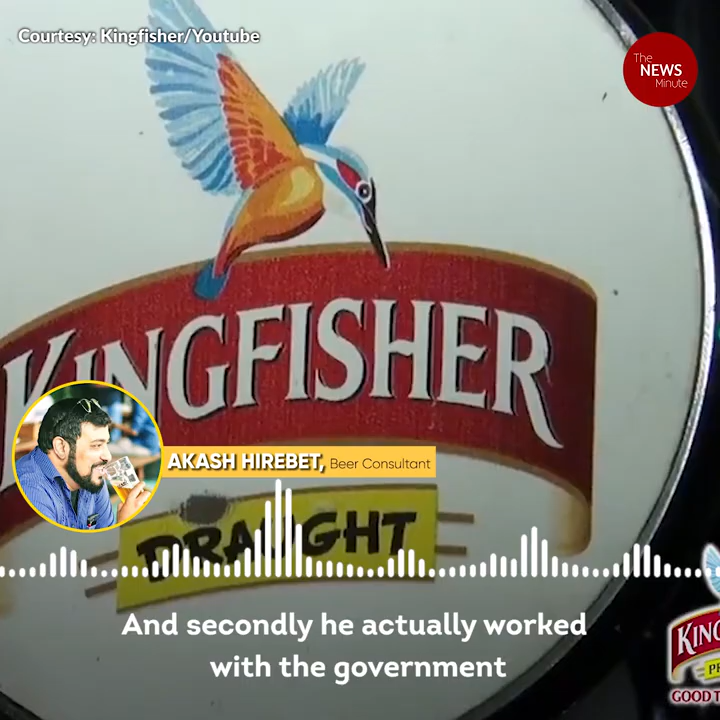 Courtesy: Kingfisher/Youtube
The
NEWS
Minute
KINGFISHER
AKASH HIREBET, Beer Consultant
DRAUGHT
And secondly he actually worked
with the government
KING
GOOD T